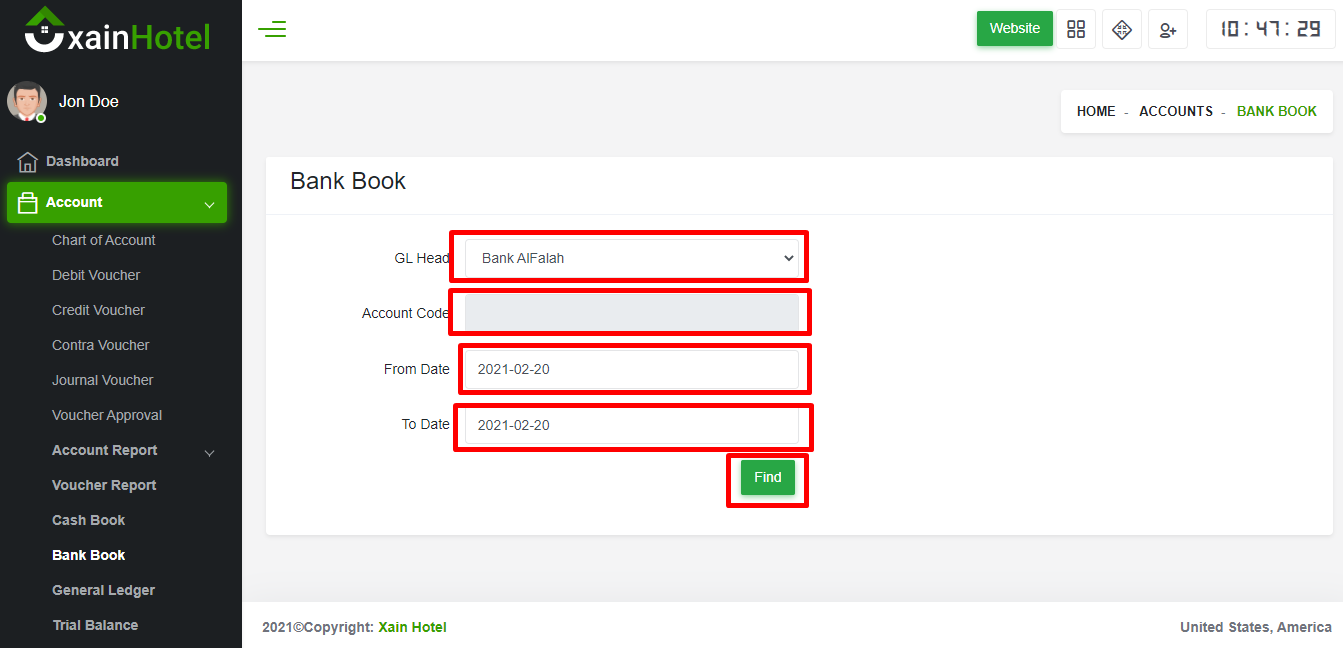 xainHotel
Website
10:47:29
Jon Doe
HOME - ACCOUNTS - BANK BOOK
Dashboard
Account
Chart of Account
Debit Voucher
Credit Voucher
Contra Voucher
Journal Voucher
Voucher Approval
Account Report
Voucher Report
Cash Book
Bank Book
General Ledger
Trial Balance
Bank Book
GL Head
Bank AlFalah
Account Code
From Date
2021-02-20
To Date
2021-02-20
Find
2021©Copyright: Xain Hotel
United States, America